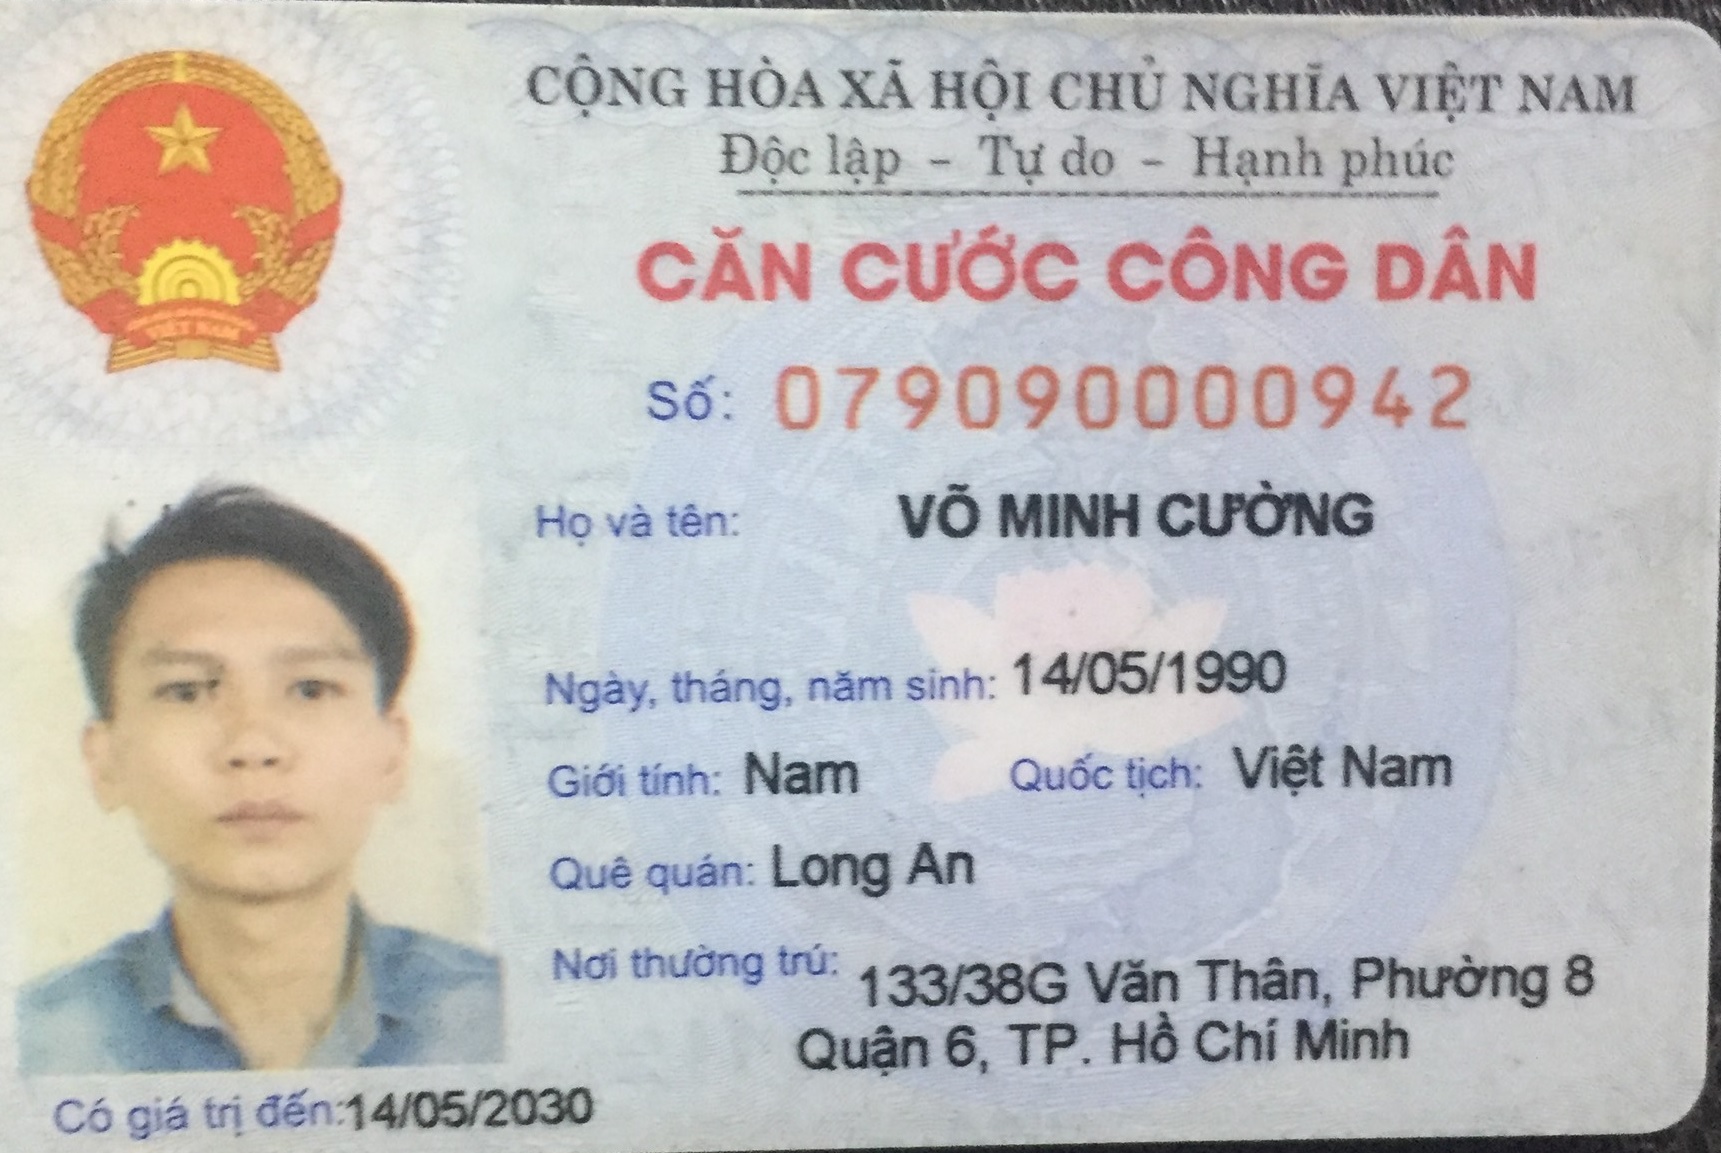 CỘNG HÒA XÃ HỘI CHỦ NGHĨA VIỆT NAM
Độc lập - Tự do - Hạnh phúc
CĂN CƯỚC CÔNG DÂN
VIỆT NAM
Số: 079090000942
Họ và tên: VÕ MINH CƯỜNG
Ngày, tháng, năm sinh: 14/05/1990
Giới tính: Nam Quốc tịch: Việt Nam
Quê quán: Long An
Nơi thường trú: 133/38G Văn Thân, Phường 8
Quận 6, TP. Hồ Chí Minh
Có giá trị đến: 14/05/2030